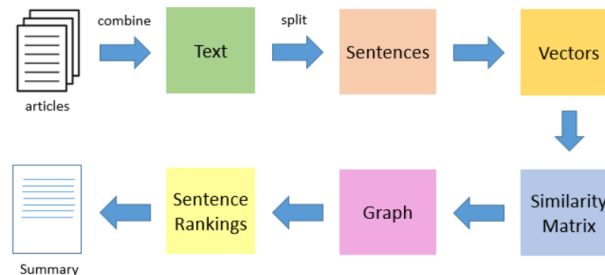 combine
split
Text
Sentences
Vectors
articles
Similarity
Matrix
Graph
Sentence
Rankings
Summary